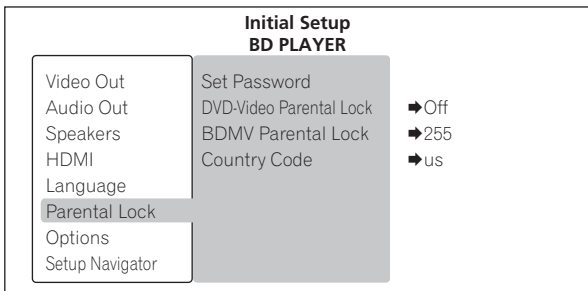 Initial Setup
BD PLAYER
Video Out
Audio Out
Speakers
HDMI
Language
Parental Lock
Options
Setup Navigator
Set Password
DVD-Video Parental Lock ➡Off
BDMV Parental Lock ➡255
Country Code ➡us